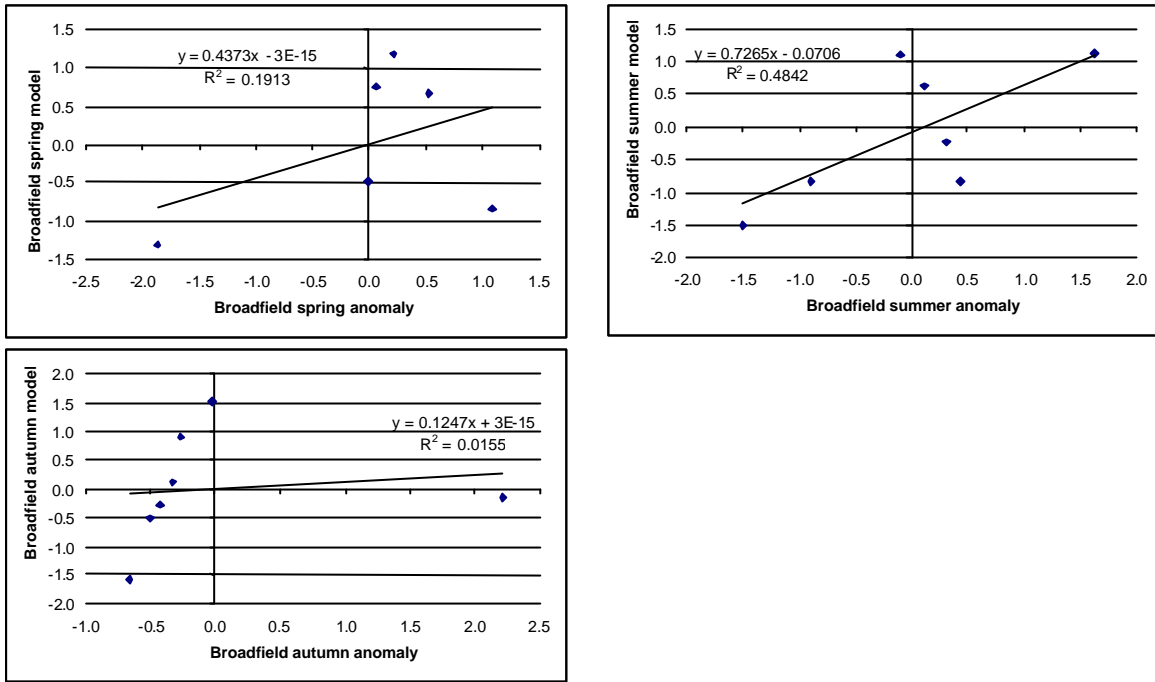 1.5
1.0
0.5
0.0
-0.5
-1.0
-1.5
Broadfield spring model
y = 0.4373x - 3E-15
R² = 0.1913
-2.5 -2.0 -1.5 -1.0 -0.5 0.0 0.5 1.0 1.5
Broadfield spring anomaly
1.5
1.0
0.5
0.0
-0.5
-1.0
-1.5
-2.0
Broadfield summer model
y = 0.7265x - 0.0706
R² = 0.4842
-2.0 -1.5 -1.0 -0.5 0.0 0.5 1.0 1.5 2.0
Broadfield summer anomaly
2.0
1.5
1.0
0.5
0.0
-0.5
-1.0
-1.5
-2.0
Broadfield autumn model
y = 0.1247x + 3E-15
R² = 0.0155
-1.0 -0.5 0.0 0.5 1.0 1.5 2.0 2.5
Broadfield autumn anomaly